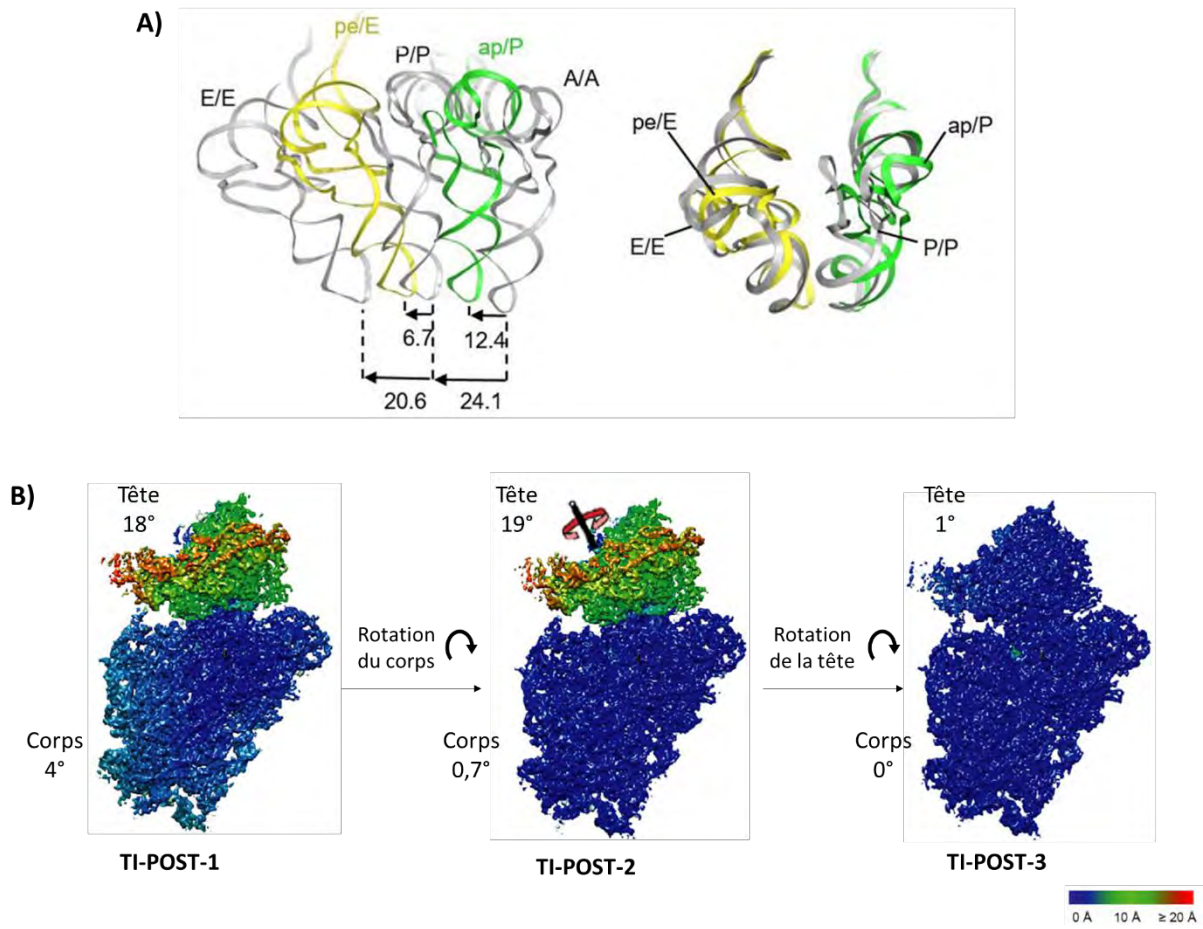 A)
pe/E
P/P
ap/P
A/A
E/E
6.7
12.4
20.6
24.1
pe/E
ap/P
E/E
P/P
B)
Tête
18°
Corps
4°
TI-POST-1
Rotation
du corps
Tête
19°
Corps
0,7°
TI-POST-2
Rotation
de la tête
Tête
1°
Corps
0°
TI-POST-3
0 Å 10 Å ≥ 20 Å